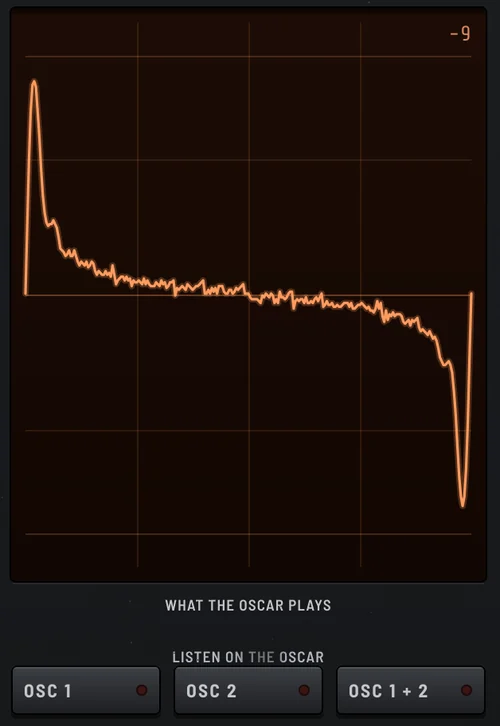 -9
WHAT THE OSCAR PLAYS
LISTEN ON THE OSCAR
OSC 1
OSC 2
OSC 1 + 2